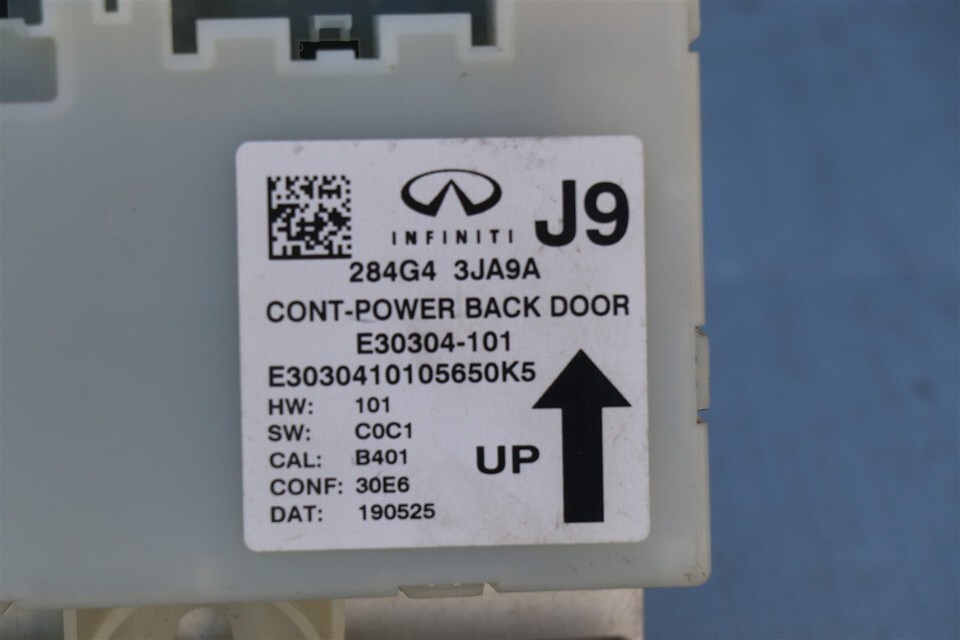 INFINITI
J9
284G4 3JA9A
CONT-POWER BACK DOOR
E30304-101
E3030410105650K5
HW: 101
SW: C0C1
CAL: B401
CONF: 30E6
DAT: 190525
UP